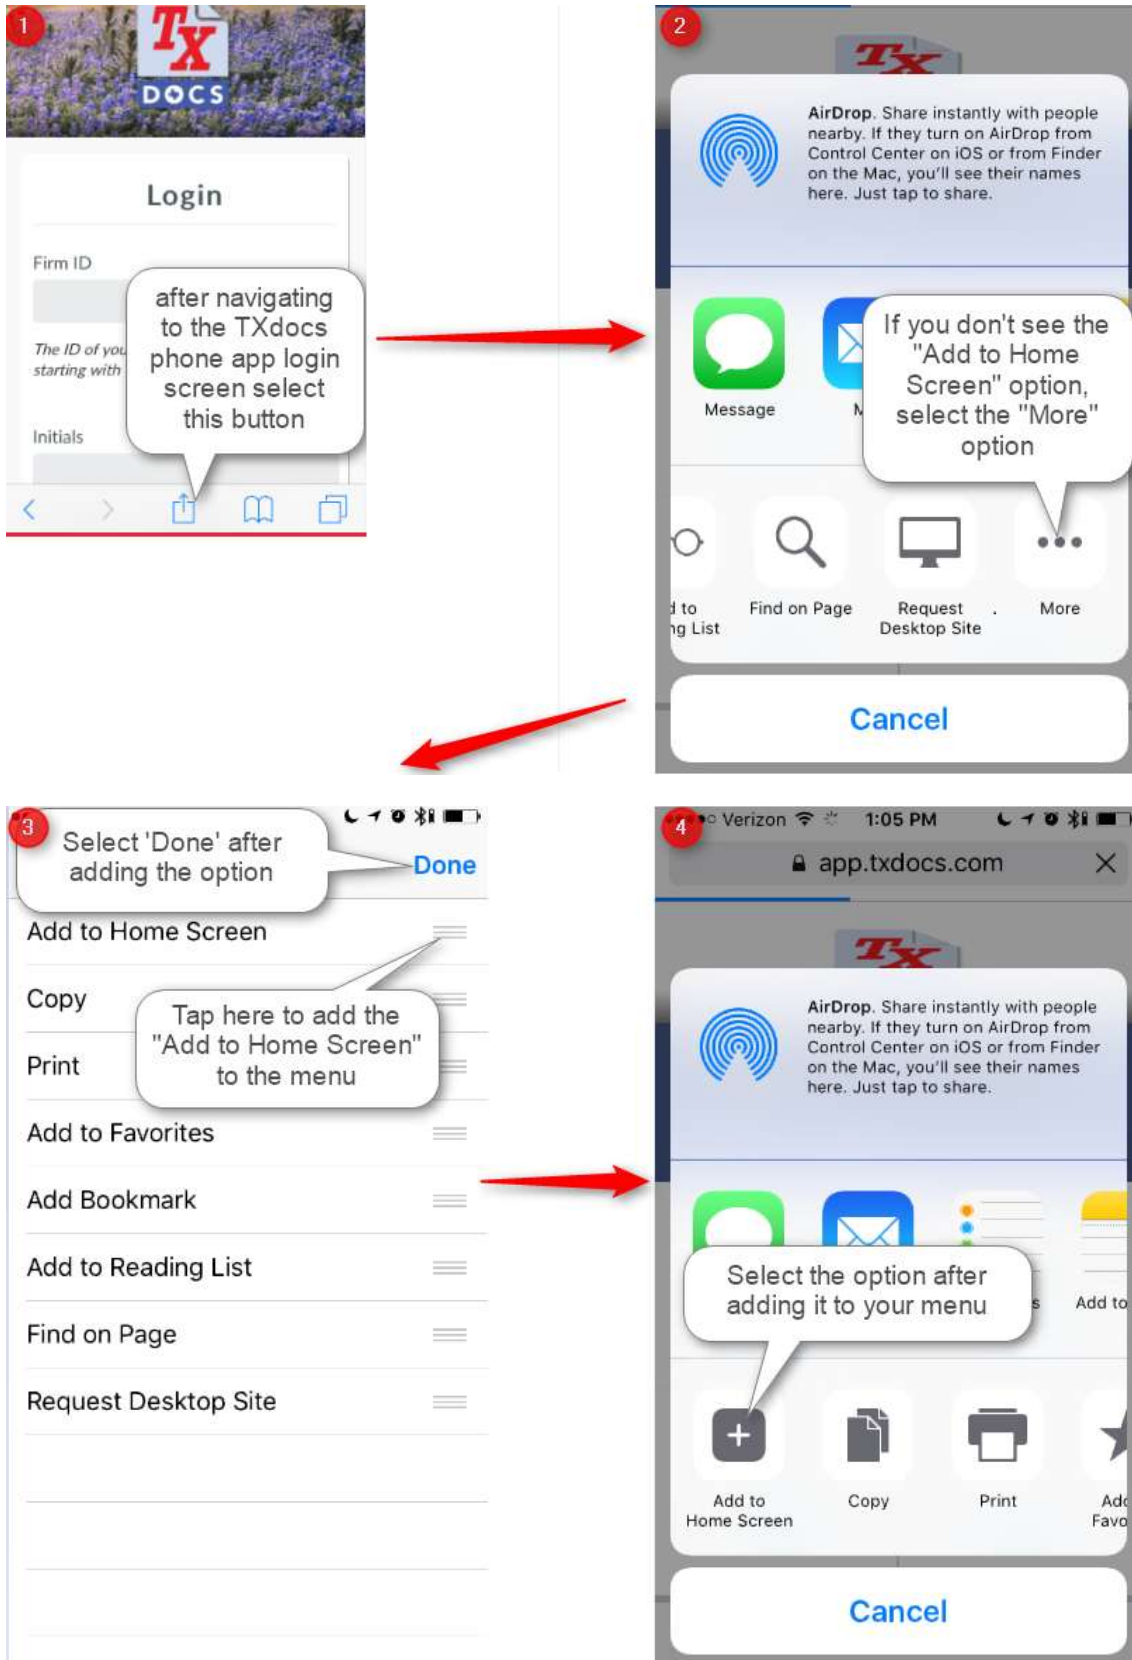 1
TX
DOCS
Login
Firm ID
The ID of you
starting with
Initials
after navigating
to the TXdocs
phone app login
screen select
this button
2
TX
AirDrop. Share instantly with people
nearby. If they turn on AirDrop from
Control Center on iOS or from Finder
on the Mac, you'll see their names
here. Just tap to share.
Message
M
If you don't see the
"Add to Home
Screen" option,
select the "More"
option
d to
ng List
Find on Page
Request
Desktop Site
More
Cancel
3
Select 'Done' after
adding the option
Done
Add to Home Screen
Copy
Tap here to add the
"Add to Home Screen"
to the menu
Print
Add to Favorites
Add Bookmark
Add to Reading List
Find on Page
Request Desktop Site
4
Verizon 1:05 PM
app.txdocs.com
TX
AirDrop. Share instantly with people
nearby. If they turn on AirDrop from
Control Center on iOS or from Finder
on the Mac, you'll see their names
here. Just tap to share.
Select the option after
adding it to your menu
s
Add to
Add to
Home Screen
Copy
Print
Add
Favo
Cancel